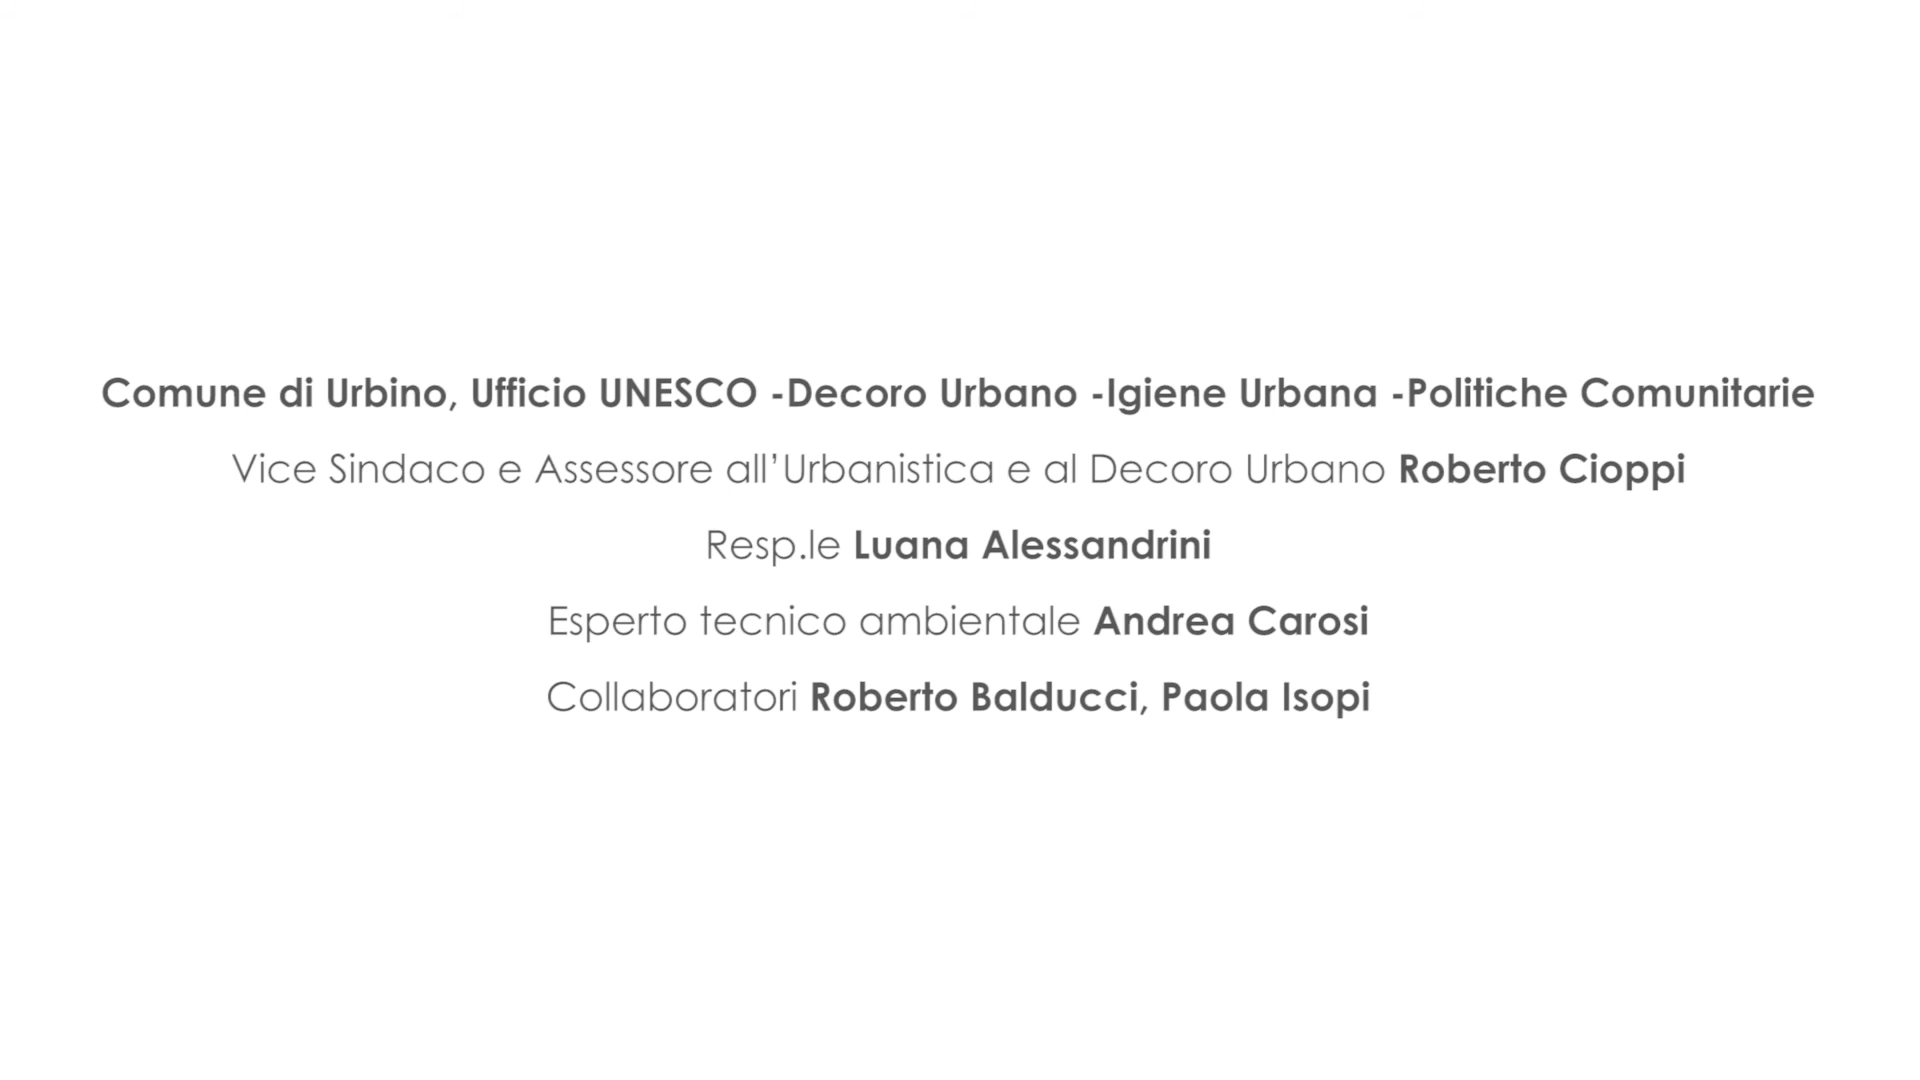 Comune di Urbino, Ufficio UNESCO -Decoro Urbano -Igiene Urbana -Politiche Comunitarie
Vice Sindaco e Assessore all’Urbanistica e al Decoro Urbano Roberto Cioppi
Resp.le Luana Alessandrini
Esperto tecnico ambientale Andrea Carosi
Collaboratori Roberto Balducci, Paola Isopi